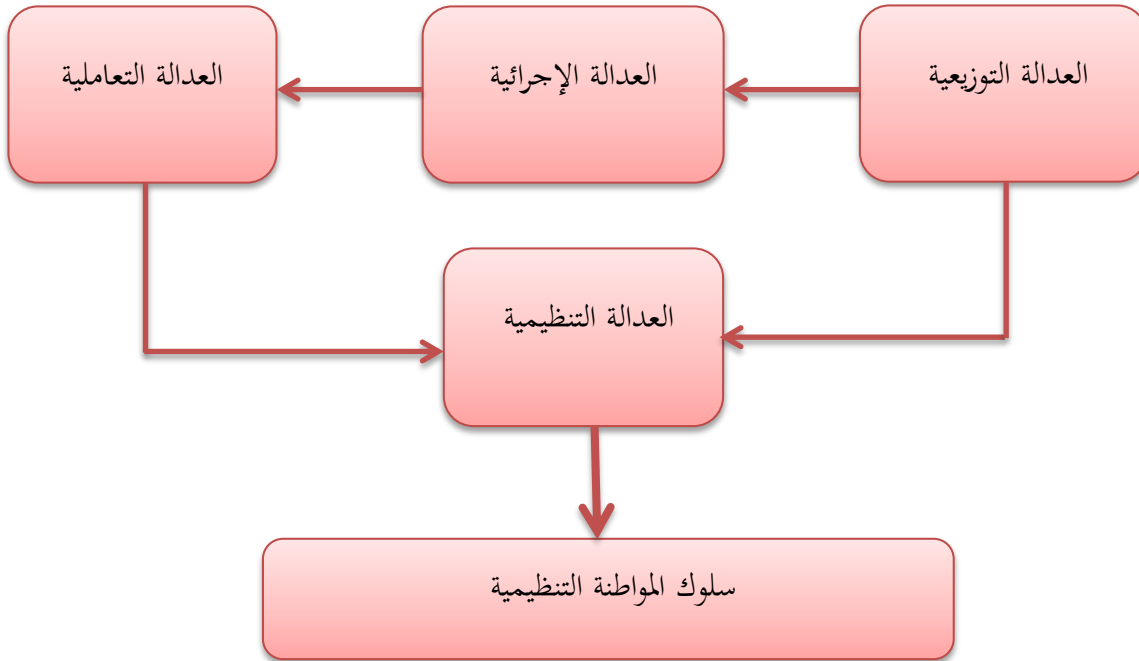 العدالة التوزيعية
العدالة الإجرائية
العدالة التعاملية
العدالة التنظيمية
سلوك المواطنة التنظيمية